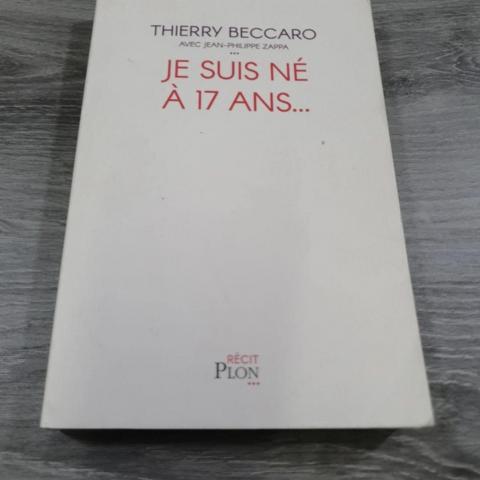 THIERRY BECCARO
AVEC JEAN-PHILIPPE ZAPPA
JE SUIS NÉ
À 17 ANS...
RÉCIT
PLON